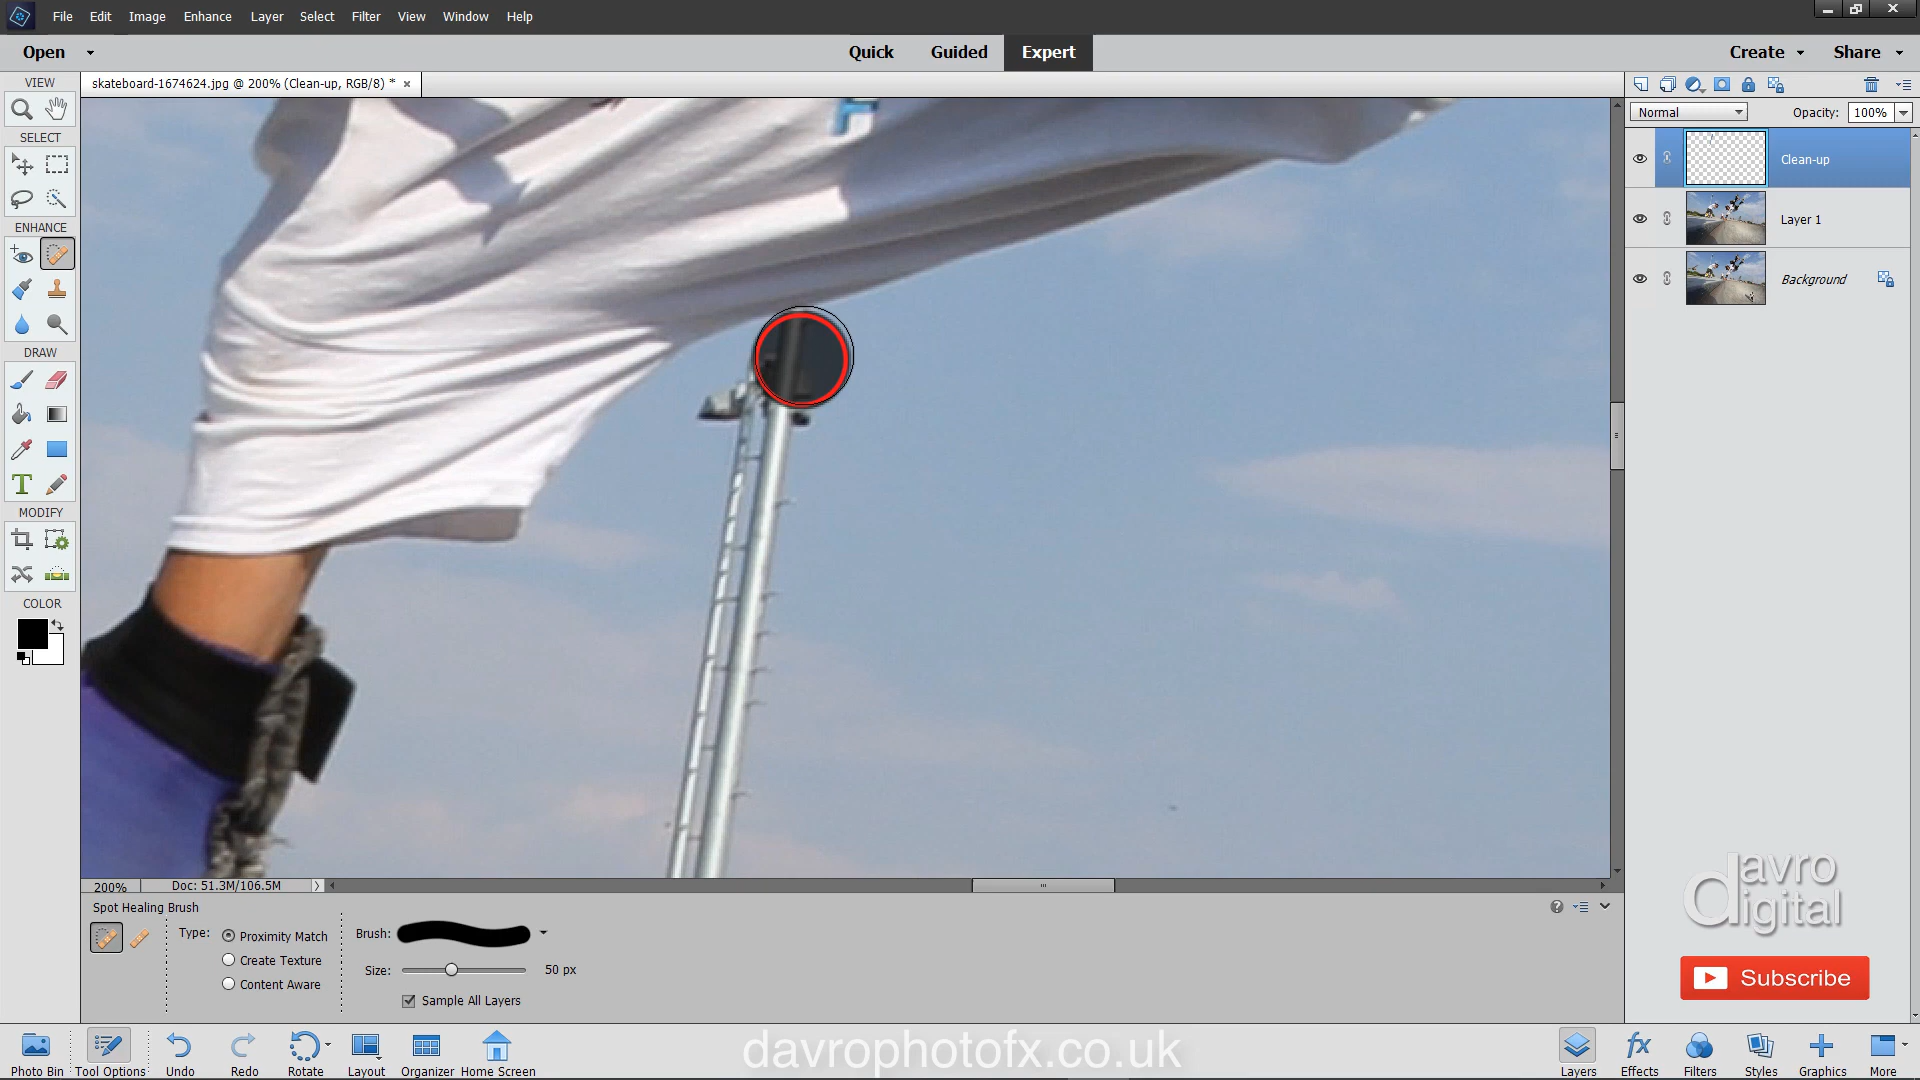 File Edit Image Enhance Layer Select Filter View Window Help
Open Quick Guided Expert Create Share
VIEW
skateboard-1674624.jpg @ 200% (Clean-up, RGB/8) * ×
Normal Opacity: 100%
SELECT
Clean-up
Layer 1
ENHANCE
Background
DRAW
T
MODIFY
COLOR
200% Doc: 51.3M/106.5M
Spot Healing Brush
Type: Proximity Match
Create Texture
Content Aware
Brush:
Size: 50 px
Sample All Layers
davro
digital
Subscribe
Photo Bin Tool Options Undo Redo Rotate Layout Organizer Home Screen
davrophotofx.co.uk
Layers Effects Filters Styles Graphics More